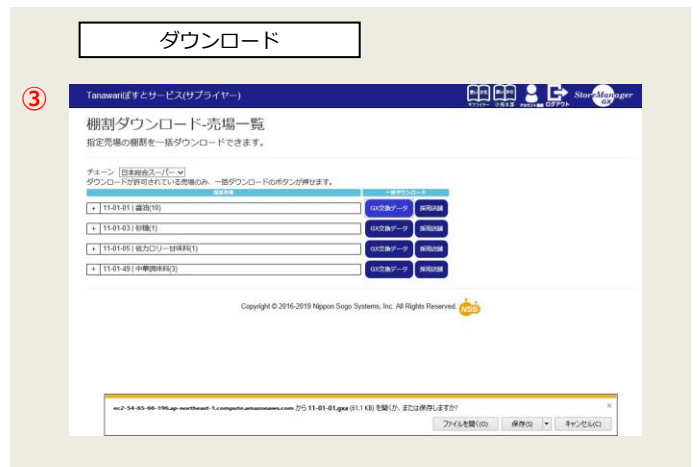 ダウンロード
③
Tanawariぽすとサービス(サプライヤー)
ログアウト
StoreManager
GX
棚割ダウンロード-売場一覧
指定売場の棚割を一括ダウンロードできます。
チェーン 日本総合スーパー
ダウンロードが許可されている売場のみ、一括ダウンロードのボタンが押せます。
一括ダウンロード
+ 11-01-01 | 醤油(10) GX交換データ 採用店舗
+ 11-01-03 | 砂糖(1) GX交換データ 採用店舗
+ 11-01-05 | 低カロリー甘味料(1) GX交換データ 採用店舗
+ 11-01-49 | 中華調味料(3) GX交換データ 採用店舗
Copyright © 2016-2019 Nippon Sogo Systems, Inc. All Rights Reserved.
NSS
ec2-54-65-66-196.ap-northeast-1.compute.amazonaws.com から 11-01-01.gxa (61.1 KB) を開くか、または保存しますか?
×
ファイルを開く(O) 保存(S) ▼ キャンセル(C)